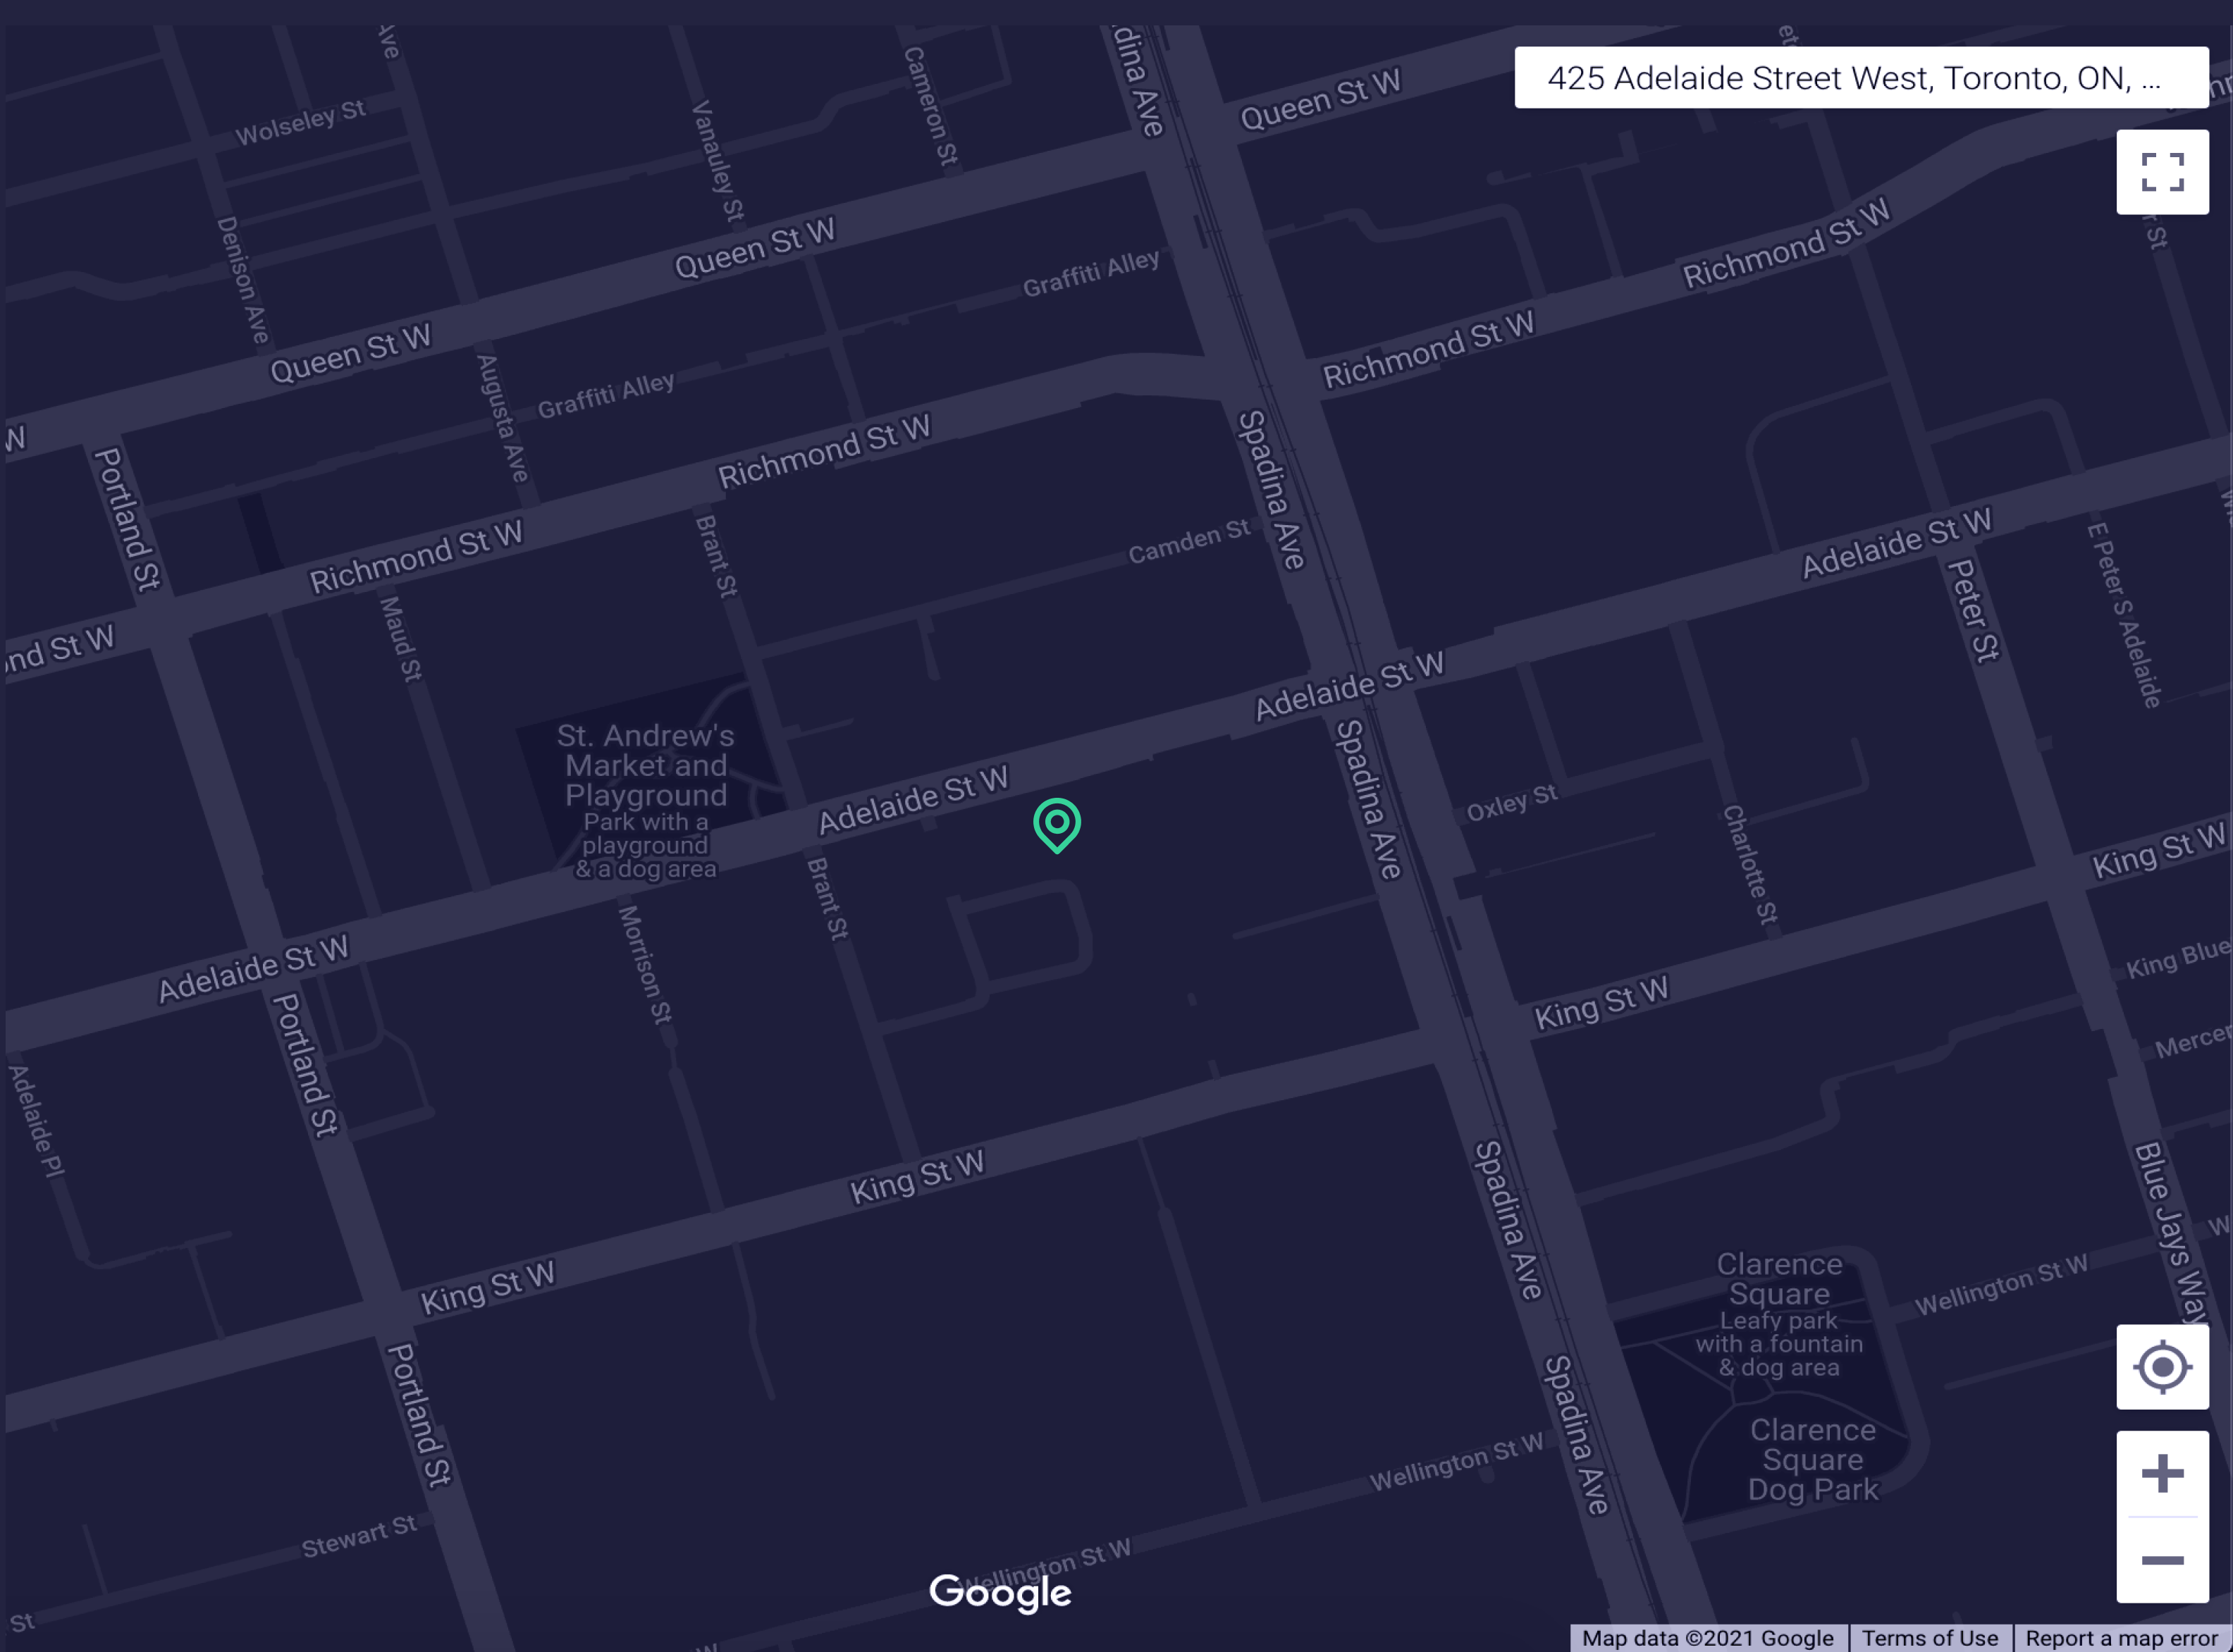 dina Ave
Ave
Cameron St
425 Adelaide Street West, Toronto, ON, ...
Queen St W
Wolseley St
Vanauley St
Denison Ave
Queen St W
Graffiti Alley
Richmond St W
r St
Queen St W
Richmond St W
Augusta Ave
Graffiti Alley
W
Portland St
Richmond St W
Spadina Ave
Camden St
Richmond St W
Brant St
Adelaide St W
E Peter S Adelaide
Peter St
Maud St
ond St W
Adelaide St W
St. Andrew's
Market and
Playground
Park with a
playground
& a dog area
Adelaide St W
Spadina Ave
Oxley St
Charlotte St
King St W
Brant St
Morrison St
Adelaide St W
King Blue
King St W
Mercer
Portland St
Adelaide Pl
King St W
Spadina Ave
Blue Jays Way
Clarence
Square
Leafy park
with a fountain
& dog area
Wellington St W
W
King St W
Portland St
Spadina Ave
Clarence
Square
Dog Park
Wellington St W
Stewart St
Wellington St W
Google
St
W
Map data ©2021 Google
Terms of Use
Report a map error